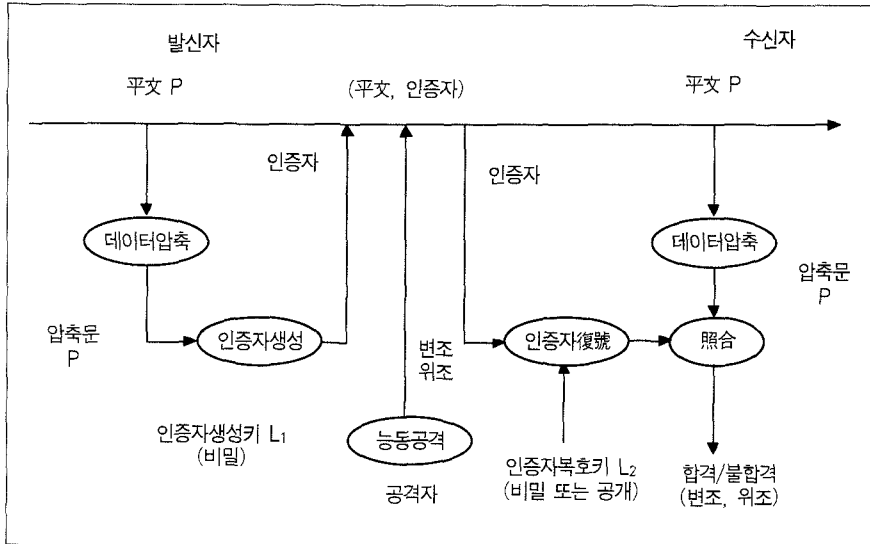 발신자
수신자
平文 P
(平文, 인증자)
平文 P
인증자
인증자
데이터압축
데이터압축
압축문
P
압축문
P
인증자생성
변조
위조
인증자復號
照合
인증자생성키 L₁
(비밀)
능동공격
공격자
인증자복호키 L₂
(비밀 또는 공개)
합격/불합격
(변조, 위조)